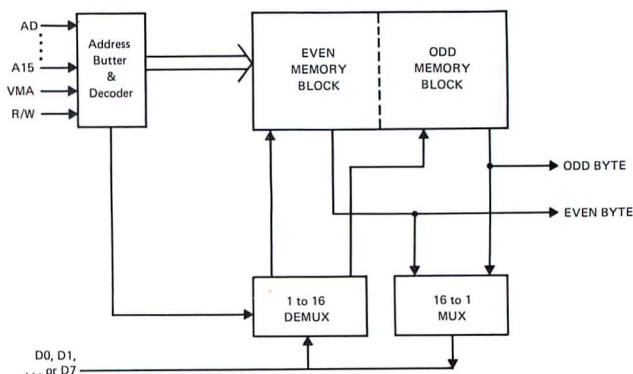 AD
A15
VMA
R/W
Address
Butter
&
Decoder
EVEN
MEMORY
BLOCK
ODD
MEMORY
BLOCK
ODD BYTE
EVEN BYTE
1 to 16
DEMUX
16 to 1
MUX
D0, D1,
. . . or D7